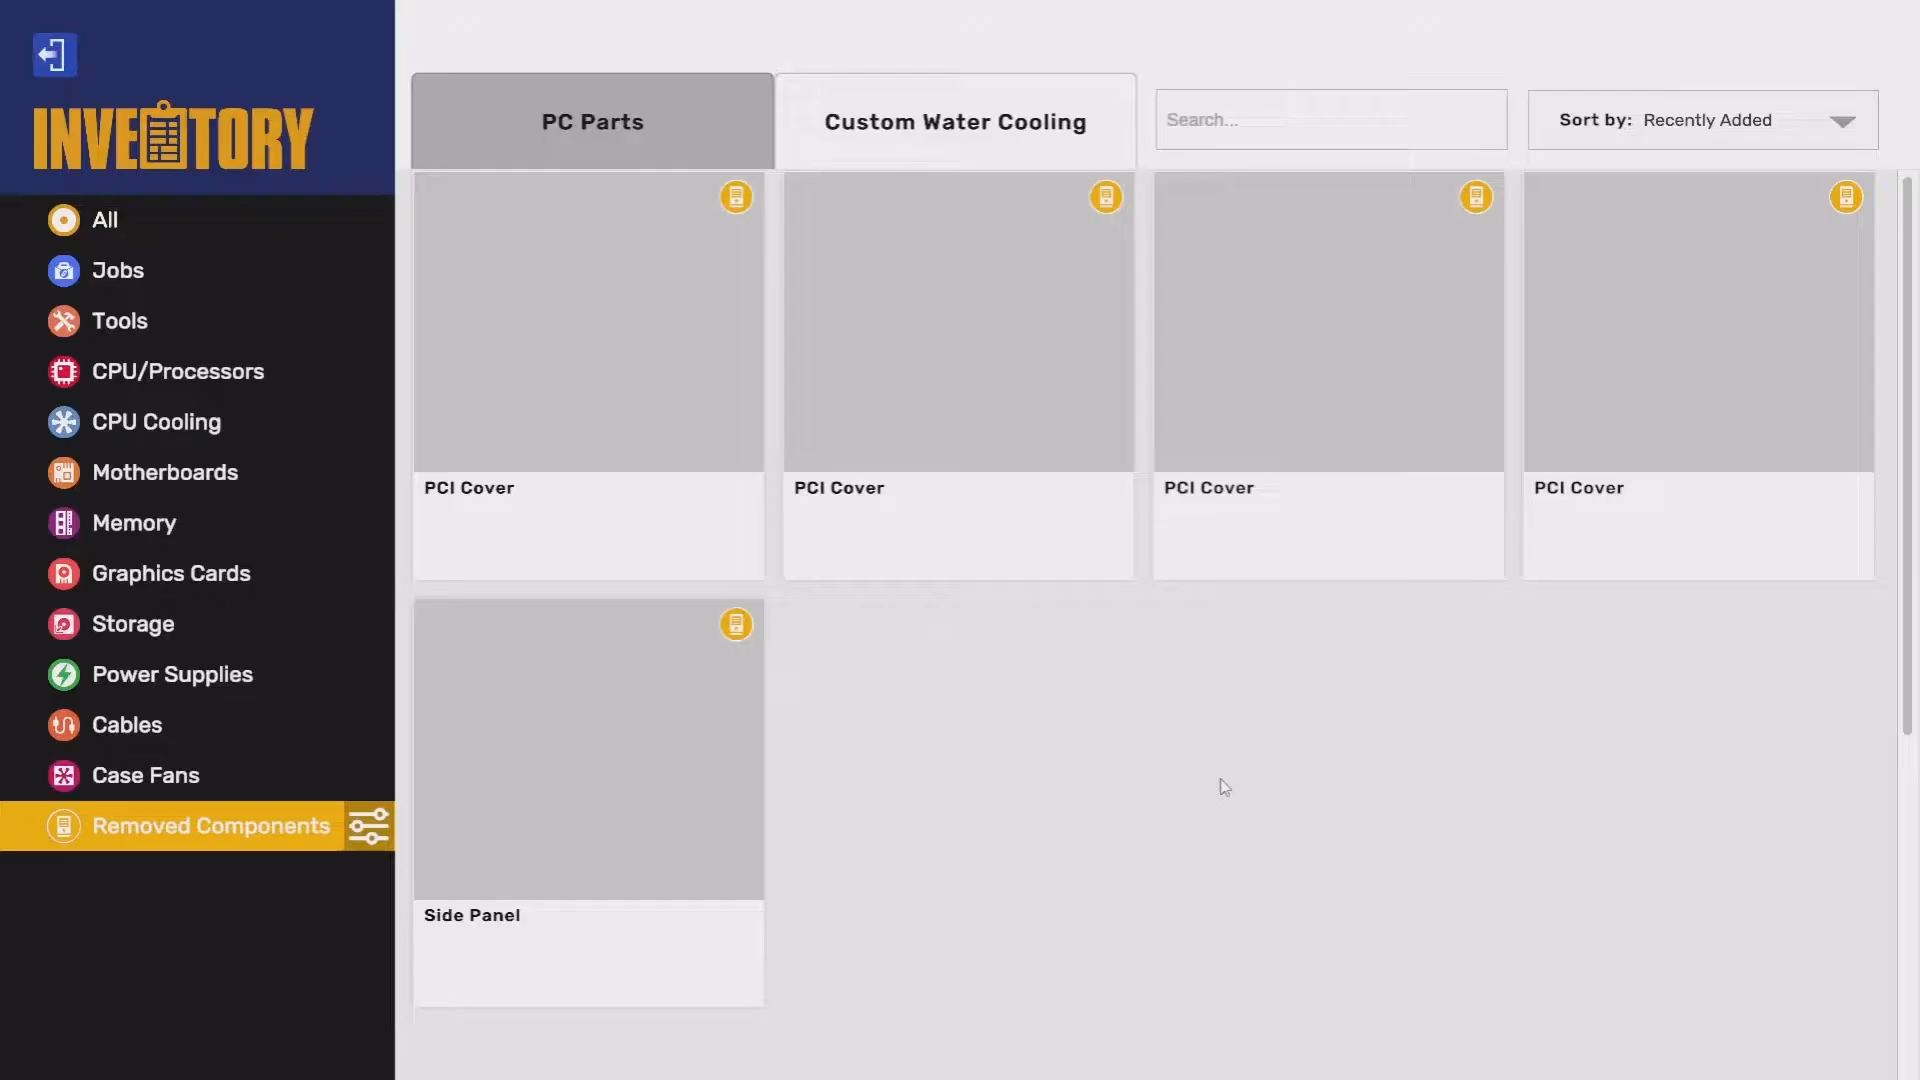 INVENTORY
All
Jobs
Tools
CPU/Processors
CPU Cooling
Motherboards
Memory
Graphics Cards
Storage
Power Supplies
Cables
Case Fans
Removed Components
PC Parts
Custom Water Cooling
Search...
Sort by: Recently Added
PCI Cover
PCI Cover
PCI Cover
PCI Cover
Side Panel